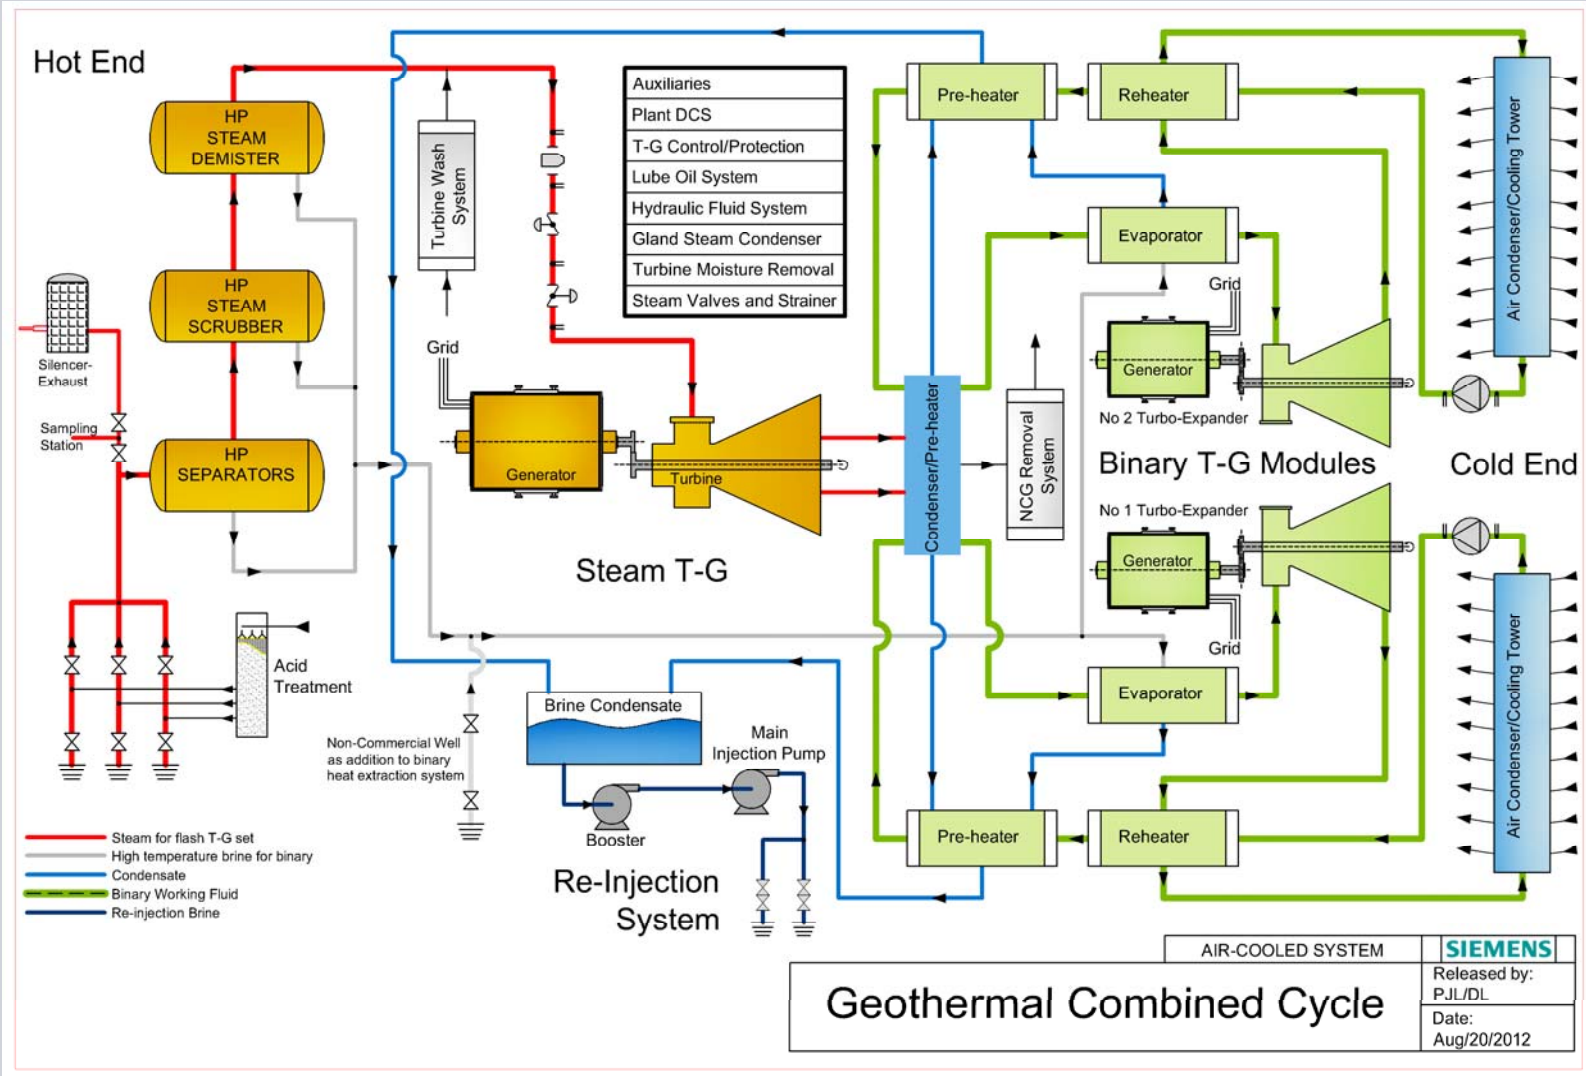 Hot End
HP
STEAM
DEMISTER
HP
STEAM
SCRUBBER
HP
SEPARATORS
Silencer-
Exhaust
Sampling
Station
Acid
Treatment
Turbine Wash
System
Auxiliaries
Plant DCS
T-G Control/Protection
Lube Oil System
Hydraulic Fluid System
Gland Steam Condenser
Turbine Moisture Removal
Steam Valves and Strainer
Grid
Generator
Turbine
Steam T-G
Condenser/Pre-heater
NCG Removal
System
Pre-heater
Reheater
Evaporator
Grid
Generator
No 2 Turbo-Expander
Binary T-G Modules
No 1 Turbo-Expander
Generator
Grid
Evaporator
Pre-heater
Reheater
Air Condenser/Cooling Tower
Cold End
Air Condenser/Cooling Tower
Non-Commercial Well
as addition to binary
heat extraction system
Brine Condensate
Main
Injection Pump
Booster
Re-Injection
System
Steam for flash T-G set
High temperature brine for binary
Condensate
Binary Working Fluid
Re-injection Brine
AIR-COOLED SYSTEM
SIEMENS
Geothermal Combined Cycle
Released by:
PJL/DL
Date:
Aug/20/2012